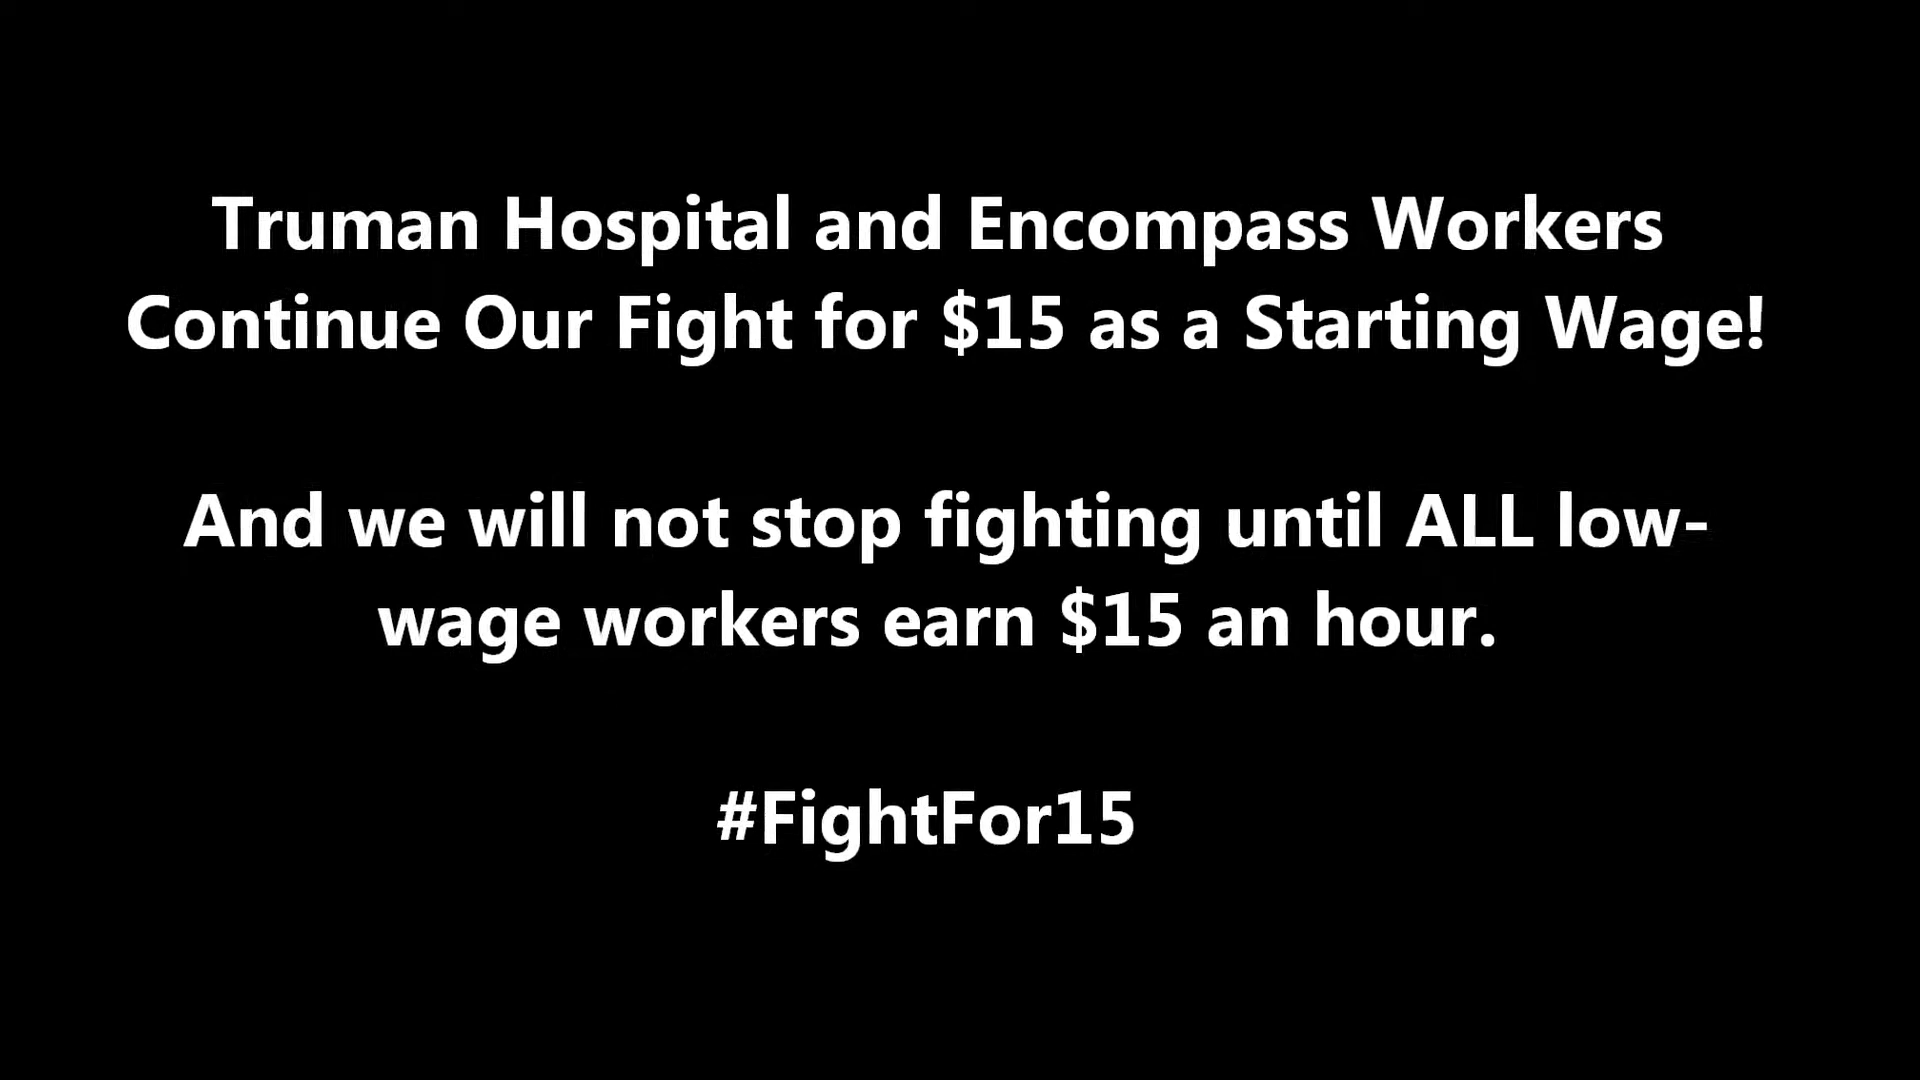 Truman Hospital and Encompass Workers
Continue Our Fight for $15 as a Starting Wage!
And we will not stop fighting until ALL low-
wage workers earn $15 an hour.
#FightFor15